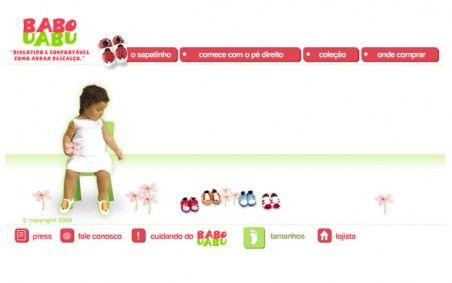 BABO
UABU
"DIVERTIDO E CONFORTÁVEL
COMO ANDAR DESCALÇO."
o sapatinho
comece com o pé direito
coleção
onde comprar
© copyright 2006
press
@ fale conosco
! cuidando do BABO UABU
tamanhos
lojista